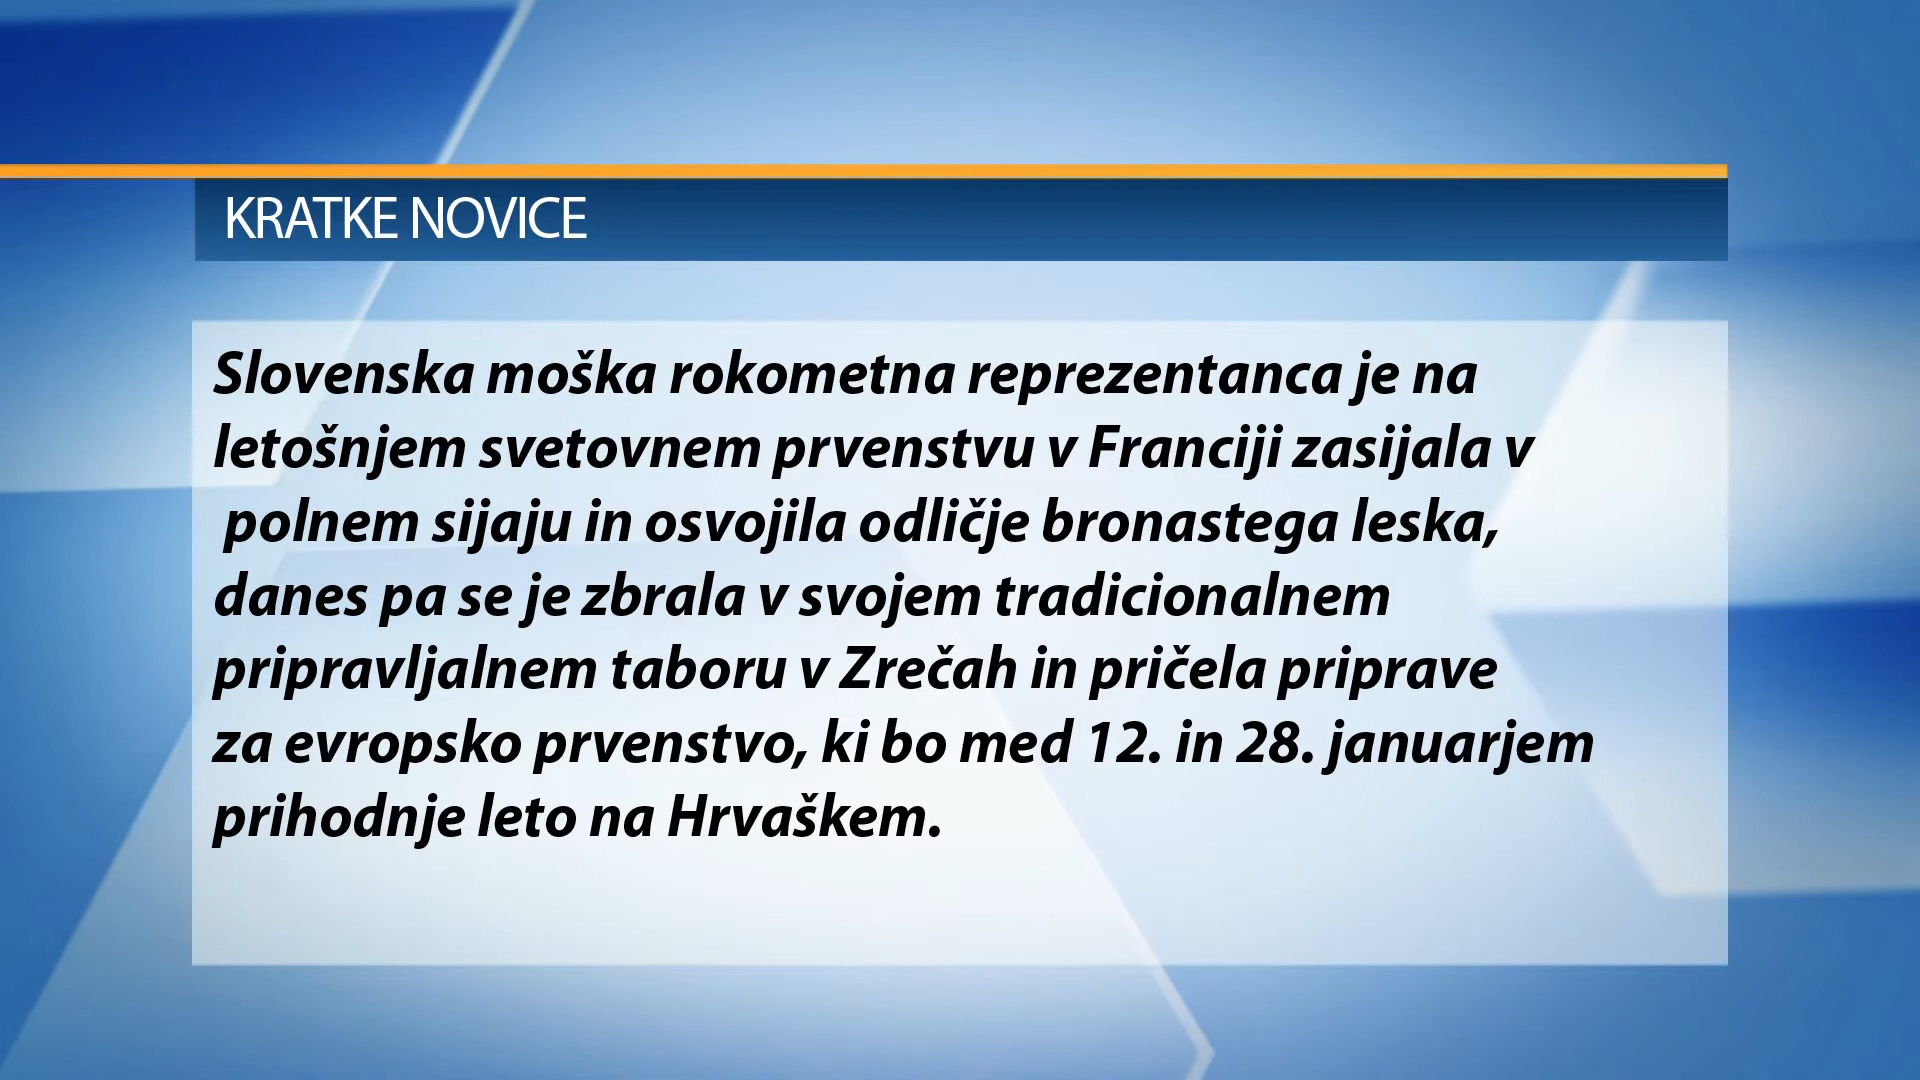 KRATKE NOVICE
Slovenska moška rokometna reprezentanca je na
letošnjem svetovnem prvenstvu v Franciji zasijala v
polnem sijaju in osvojila odličje bronastega leska,
danes pa se je zbrala v svojem tradicionalnem
pripravljalnem taboru v Zrečah in pričela priprave
za evropsko prvenstvo, ki bo med 12. in 28. januarjem
prihodnje leto na Hrvaškem.